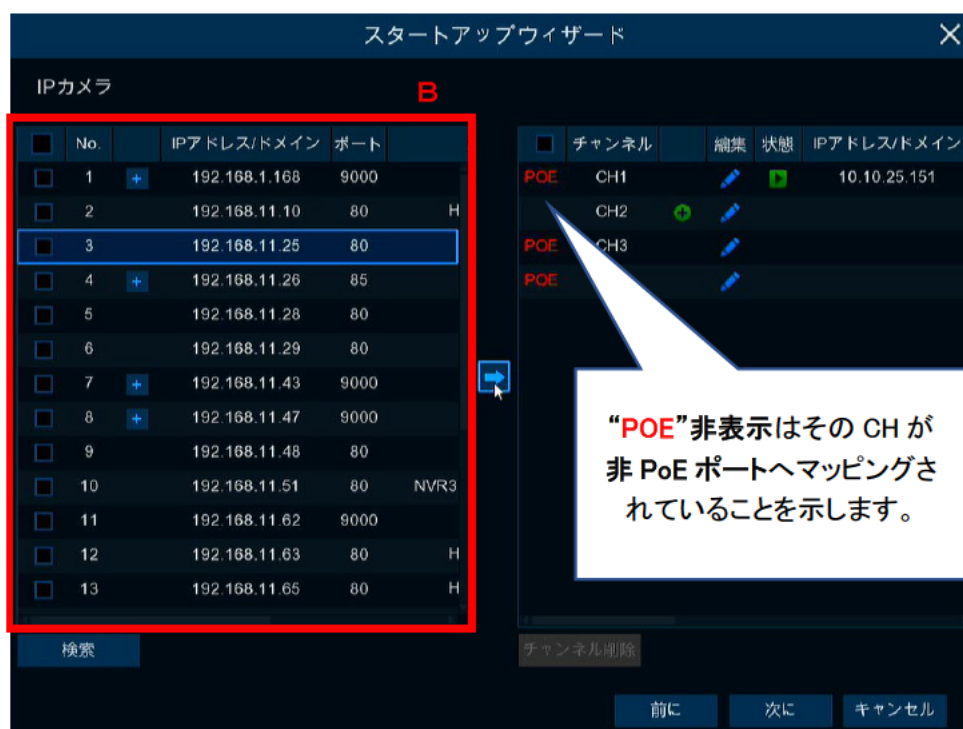 スタートアップウィザード
IPカメラ
B
No. IPアドレス/ドメイン ポート
1 + 192.168.1.168 9000
2 192.168.11.10 80 H
3 192.168.11.25 80
4 + 192.168.11.26 85
5 192.168.11.28 80
6 192.168.11.29 80
7 + 192.168.11.43 9000
8 + 192.168.11.47 9000
9 192.168.11.48 80
10 192.168.11.51 80 NVR3
11 192.168.11.62 9000
12 192.168.11.63 80 H
13 192.168.11.65 80 H
検索
チャンネル 編集 状態 IPアドレス/ドメイン
POE CH1 10.10.25.151
CH2
POE CH3
POE
“POE”非表示はその CH が
非 PoE ポートへマッピングさ
れていることを示します。
チャンネル削除
前に 次に キャンセル